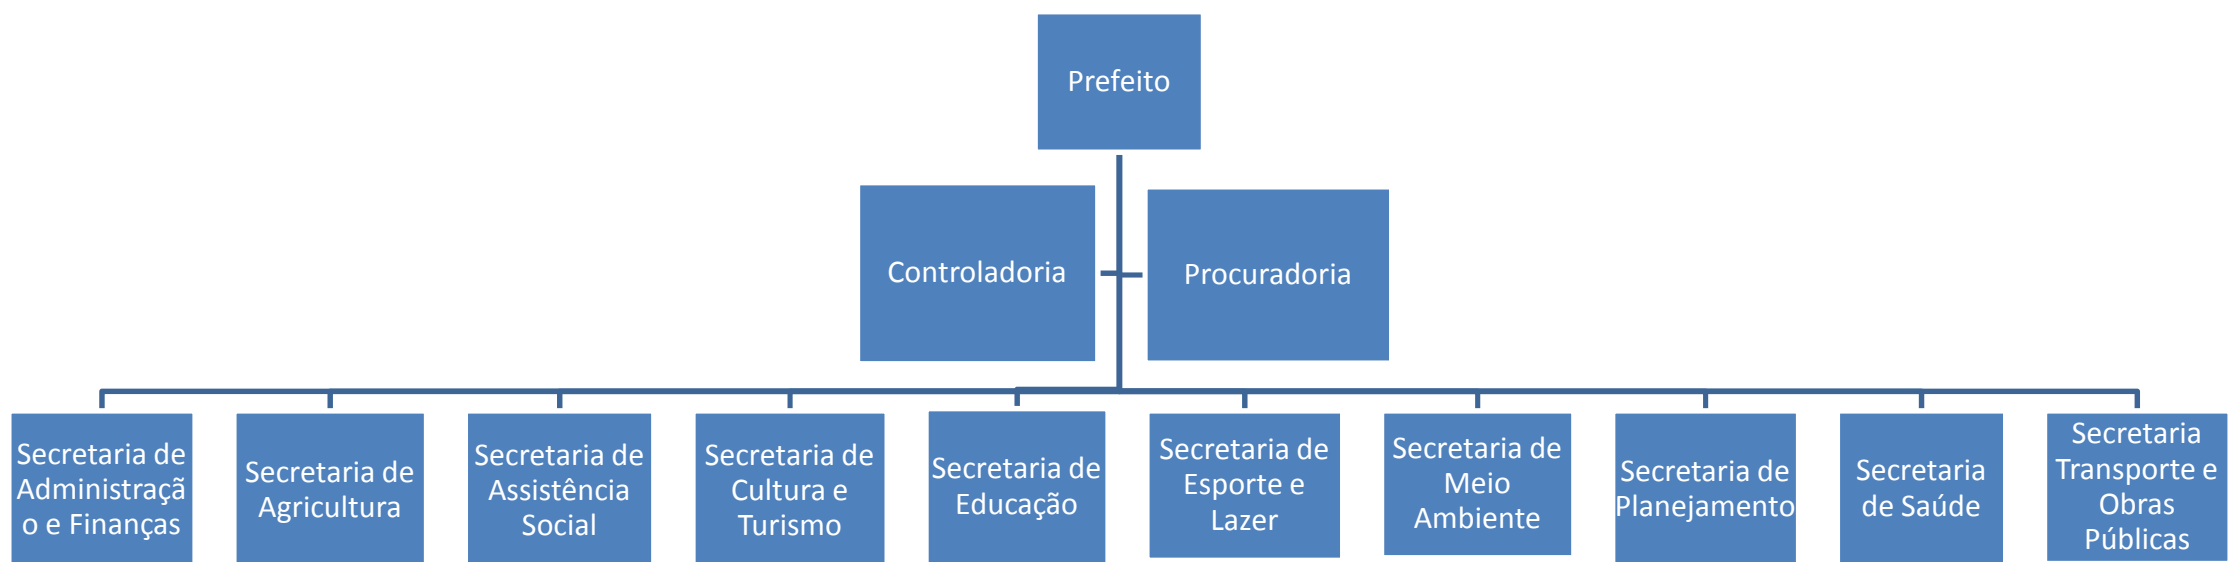 Prefeito
Controladoria
Procuradoria
Secretaria de
Administraçã
o e Finanças
Secretaria de
Agricultura
Secretaria de
Assistência
Social
Secretaria de
Cultura e
Turismo
Secretaria de
Educação
Secretaria de
Esporte e
Lazer
Secretaria de
Meio
Ambiente
Secretaria de
Planejamento
Secretaria
de Saúde
Secretaria
Transporte e
Obras
Públicas